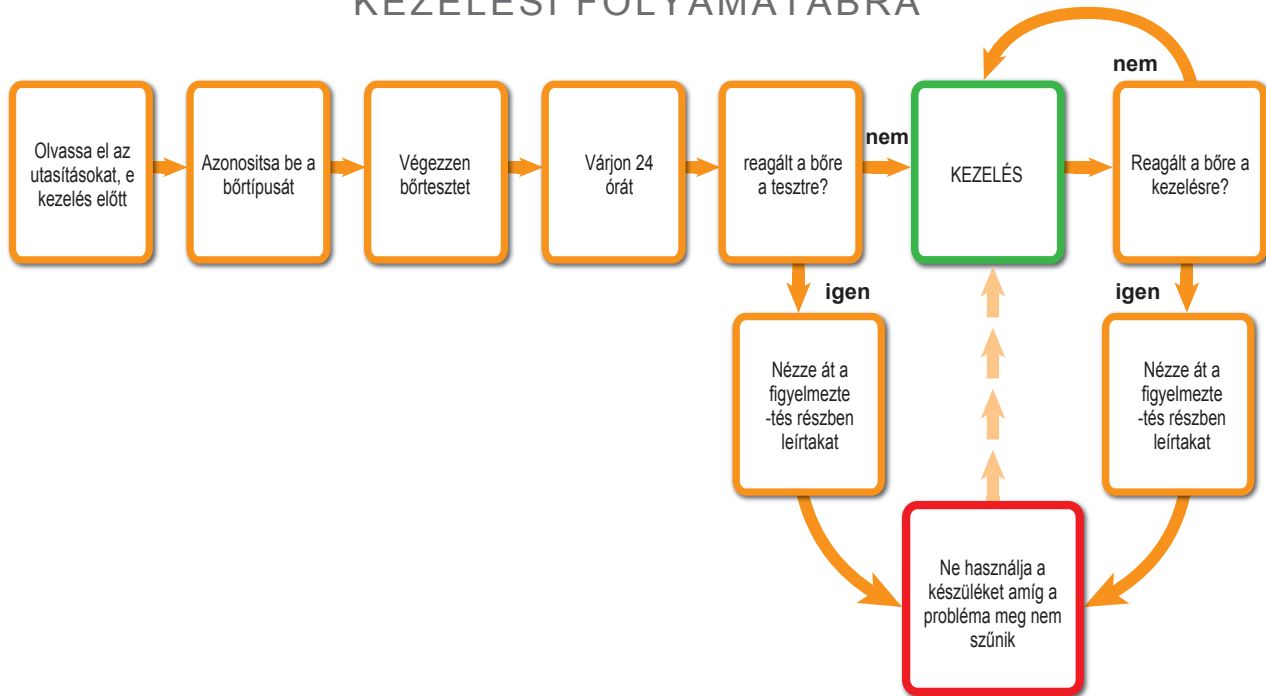 KEZELÉSI FOLYAMATÁBRA
Olvassa el az
utasításokat, e
kezelés előtt
Azonositsa be a
bőrtípusát
Végezzen
bőrtesztet
Várjon 24
órát
reagált a bőre
a tesztre?
nem
KEZELÉS
nem
Reagált a bőre a
kezelésre?
igen
igen
Nézze át a
figyelmezte
-tés részben
leírtakat
Nézze át a
figyelmezte
-tés részben
leírtakat
Ne használja a
készüléket amíg a
probléma meg nem
szűnik